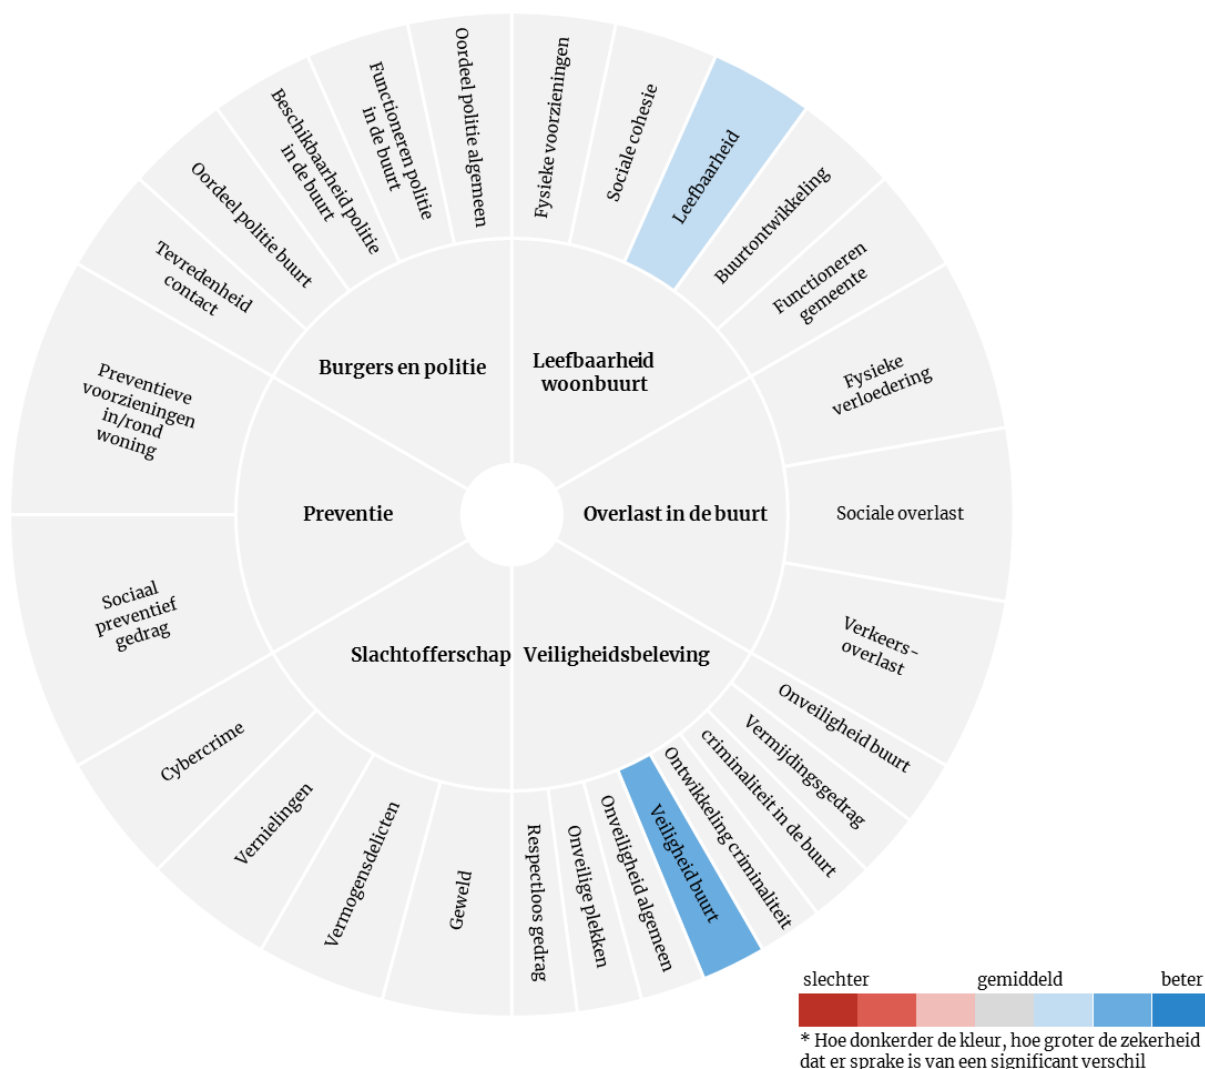 Fysieke voorzieningen
Sociale cohesie
Leefbaarheid
Buurtontwikkeling
Functioneren
gemeente
Fysieke
verloedering
Sociale overlast
Verkeers-
overlast
Onveiligheid buurt
Vermijdingsgedrag
criminaliteit in de buurt
Ontwikkeling criminaliteit
Veiligheid buurt
Onveiligheid algemeen
Onveilige plekken
Respectloos gedrag
Geweld
Vermogensdelicten
Vernielingen
Cybercrime
Sociaal
preventief
gedrag
Preventieve
voorzieningen
in/rond
woning
Tevredenheid
contact
Oordeel politie buurt
Beschikbaarheid politie
in de buurt
Functioneren politie
in de buurt
Oordeel politie algemeen
Burgers en politie
Leefbaarheid
woonbuurt
Preventie
Overlast in de buurt
Slachtofferschap
Veiligheidsbeleving
slechter gemiddeld beter
* Hoe donkerder de kleur, hoe groter de zekerheid
dat er sprake is van een significant verschil